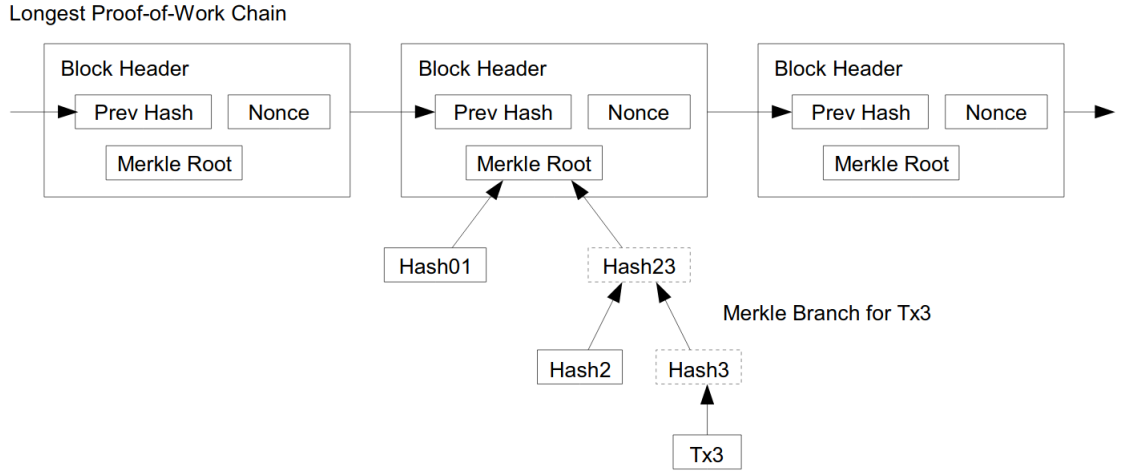 Longest Proof-of-Work Chain
Block Header
Block Header
Block Header
Prev Hash
Nonce
Prev Hash
Nonce
Prev Hash
Nonce
Merkle Root
Merkle Root
Merkle Root
Hash01
Hash23
Merkle Branch for Tx3
Hash2
Hash3
Tx3